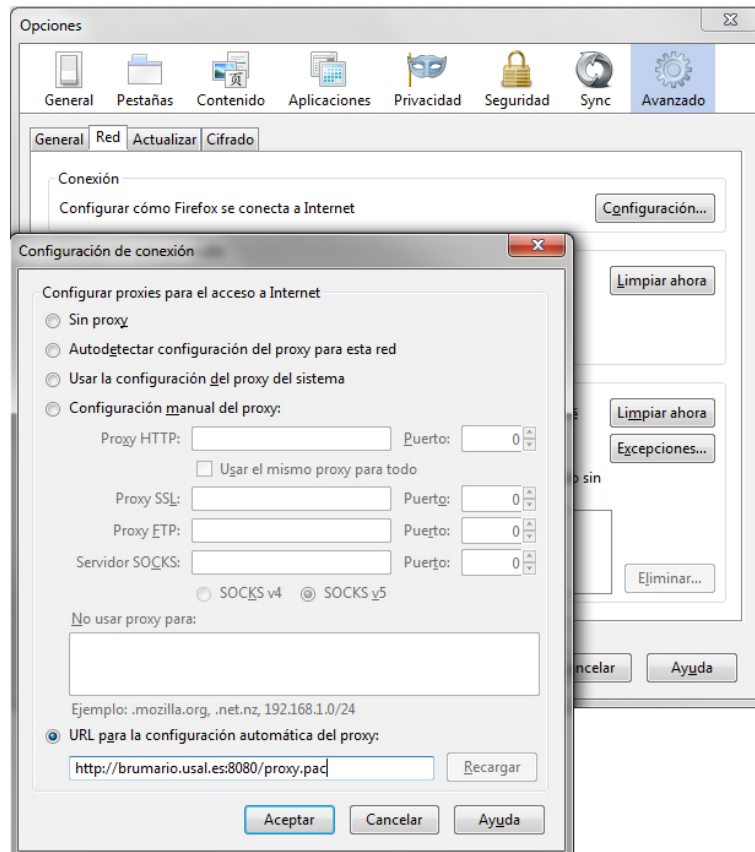 Opciones
General Pestañas Contenido Aplicaciones Privacidad Seguridad Sync Avanzado
General Red Actualizar Cifrado
Conexión
Configurar cómo Firefox se conecta a Internet Configuración...
Limpiar ahora
Limpiar ahora
Excepciones...
sin
Eliminar...
Ayuda
Configuración de conexión
Configurar proxies para el acceso a Internet
Sin proxy
Autodetectar configuración del proxy para esta red
Usar la configuración del proxy del sistema
Configuración manual del proxy:
Proxy HTTP: Puerto: 0
Usar el mismo proxy para todo
Proxy SSL: Puerto: 0
Proxy FTP: Puerto: 0
Servidor SOCKS: Puerto: 0
SOCKS v4 SOCKS v5
No usar proxy para:
Ejemplo: .mozilla.org, .net.nz, 192.168.1.0/24
URL para la configuración automática del proxy:
http://brumario.usal.es:8080/proxy.pac Recargar
Aceptar Cancelar Ayuda